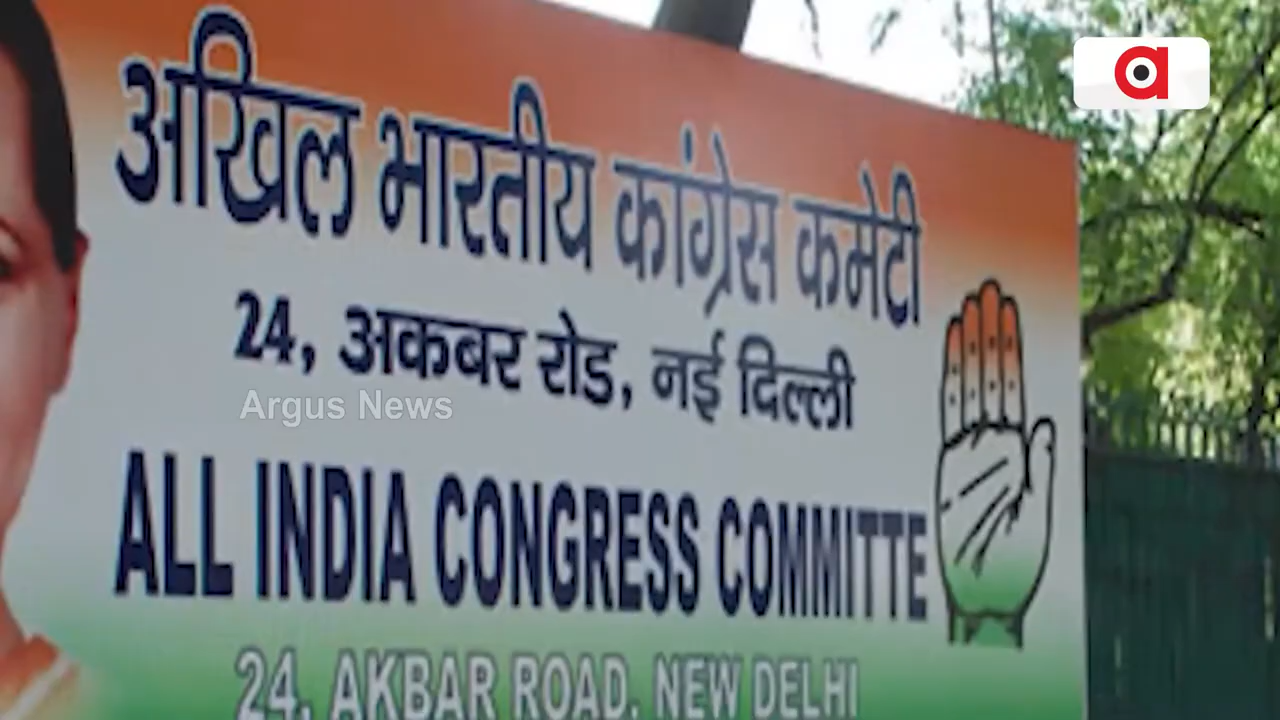 अखिल भारतीय कांग्रेस कमेटी
24, अकबर रोड, नई दिल्ली
Argus News
ALL INDIA CONGRESS COMMITTE
24, AKBAR ROAD, NEW DELHI